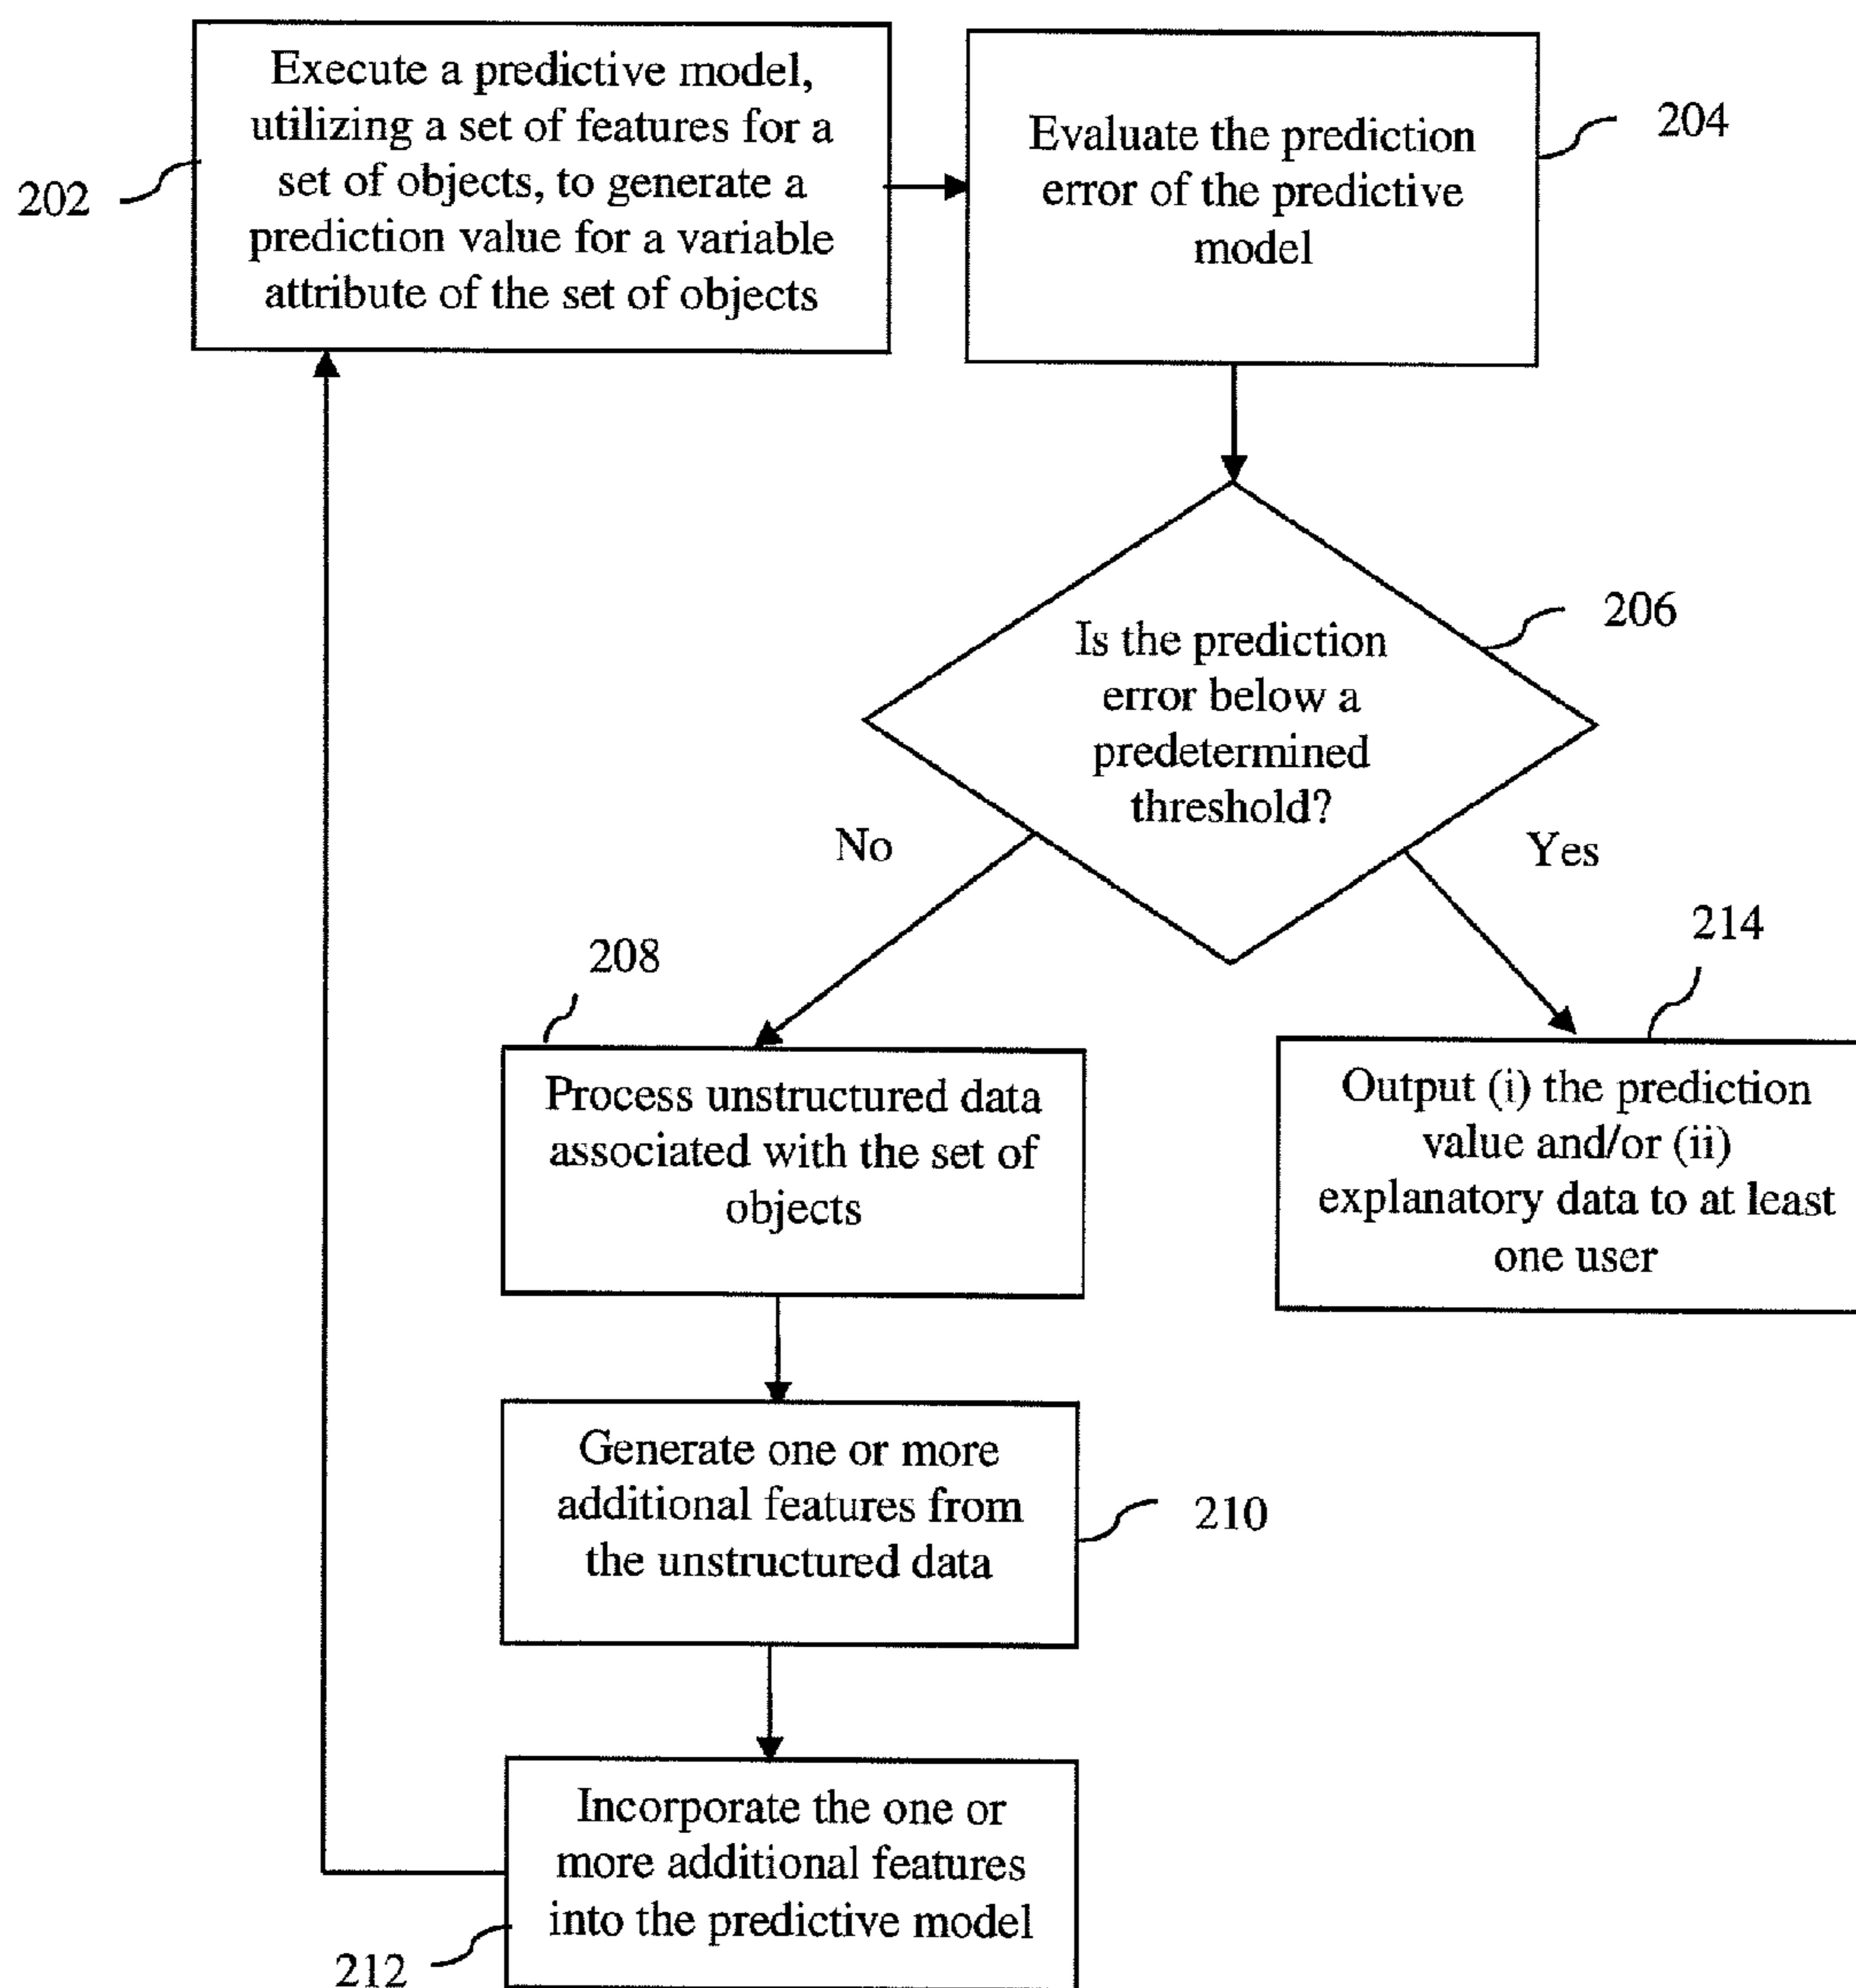 Execute a predictive model,
utilizing a set of features for a
set of objects, to generate a
prediction value for a variable
attribute of the set of objects
202
Evaluate the prediction
error of the predictive
model
204
Is the prediction
error below a
predetermined
threshold?
206
No
Yes
208
Process unstructured data
associated with the set of
objects
214
Output (i) the prediction
value and/or (ii)
explanatory data to at least
one user
Generate one or more
additional features from
the unstructured data
210
Incorporate the one or
more additional features
into the predictive model
212